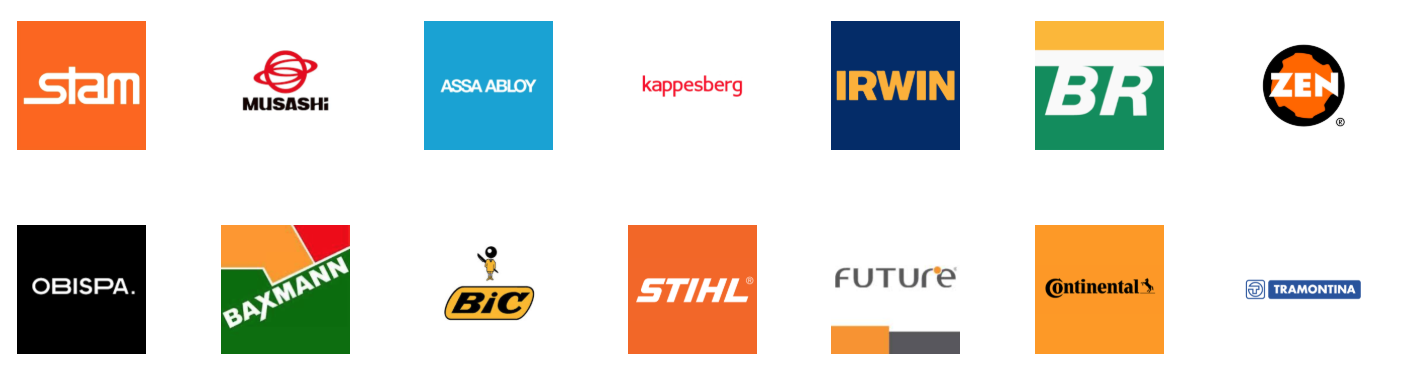 stam
MUSASHi
ASSA ABLOY
kappesberg
IRWIN
BR
ZEN
®
OBISPA.
BAXMANN
BiC
STIHL®
FUTUre
Continental
TRAMONTINA